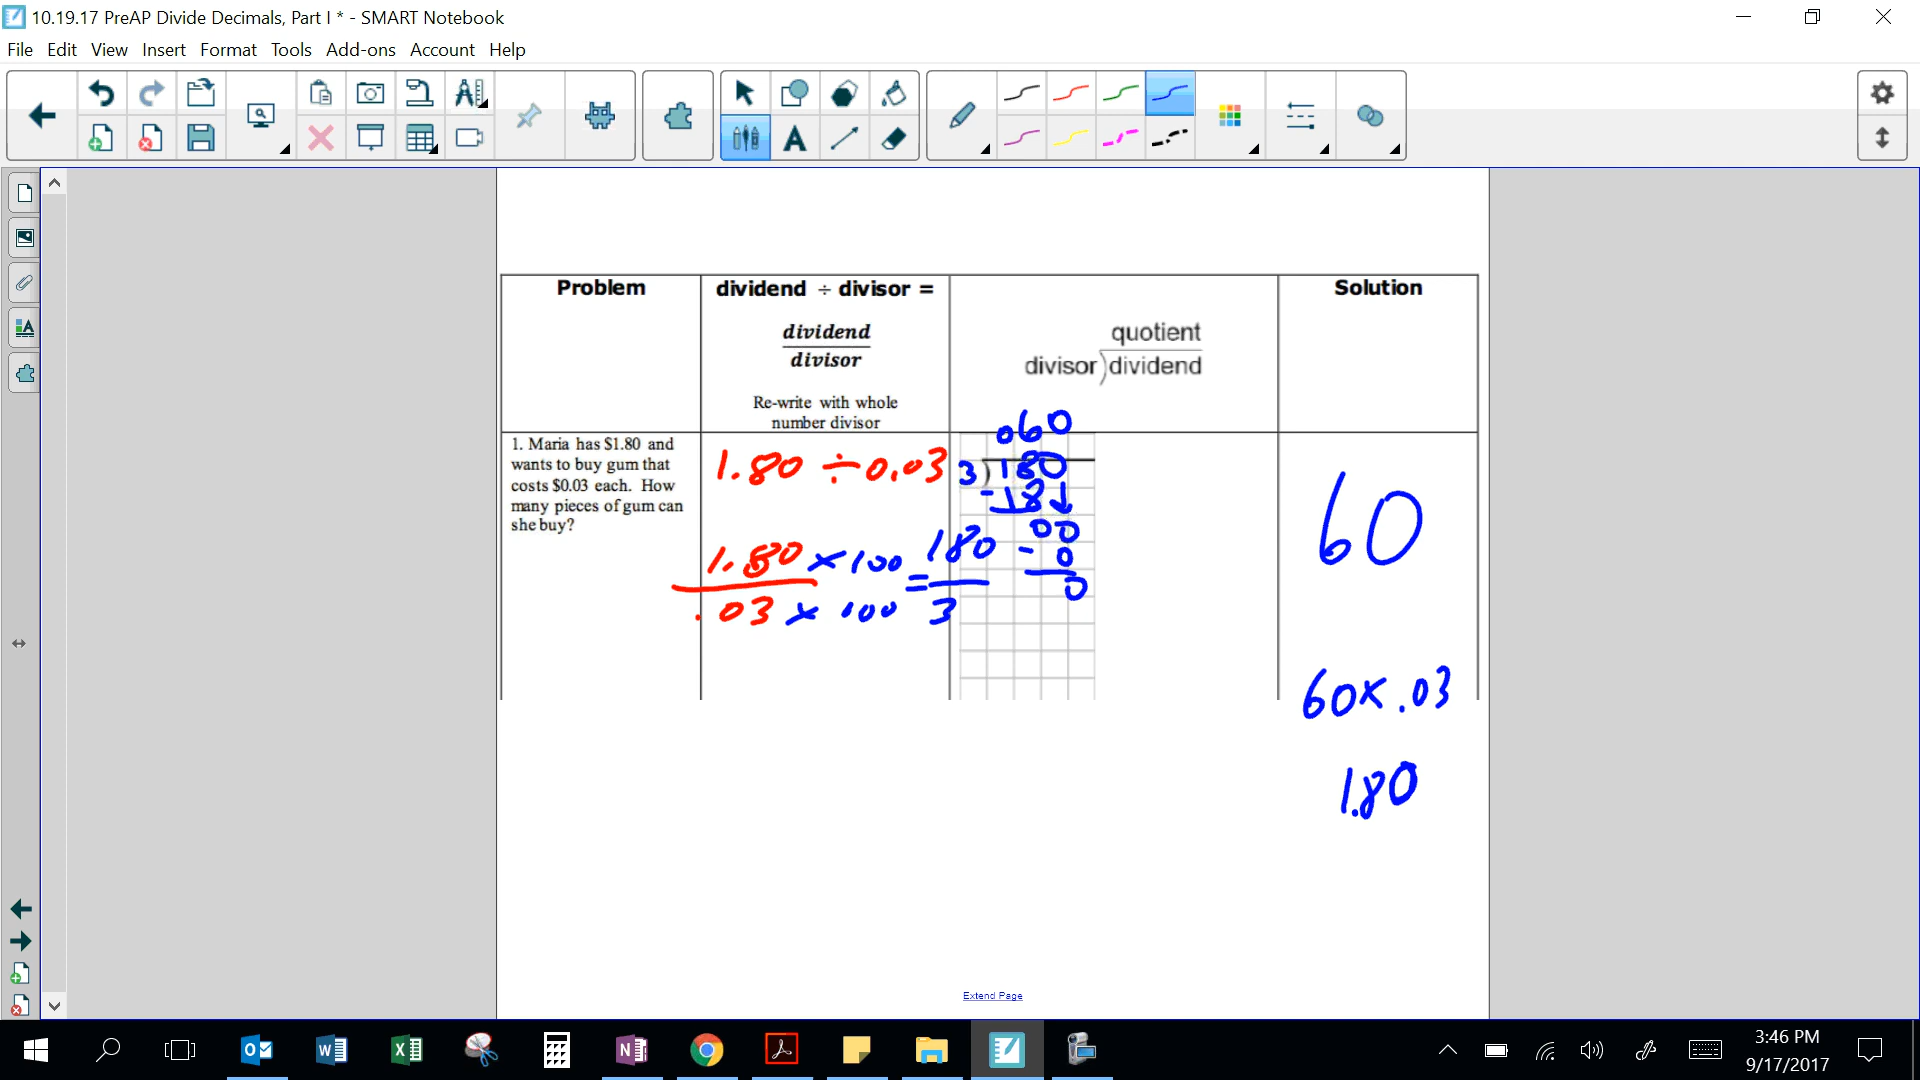 10.19.17 PreAP Divide Decimals, Part I * - SMART Notebook
File Edit View Insert Format Tools Add-ons Account Help
Problem
dividend ÷ divisor =
dividend
divisor
Re-write with whole
number divisor
quotient
divisor)dividend
Solution
1. Maria has $1.80 and
wants to buy gum that
costs $0.03 each. How
many pieces of gum can
she buy?
1.80 ÷ 0.03
1.80 × 100 = 180
.03 × 100 3
060
3)180
-18↓
00
- 0
0
60
60×.03
1.80
Extend Page
3:46 PM
9/17/2017